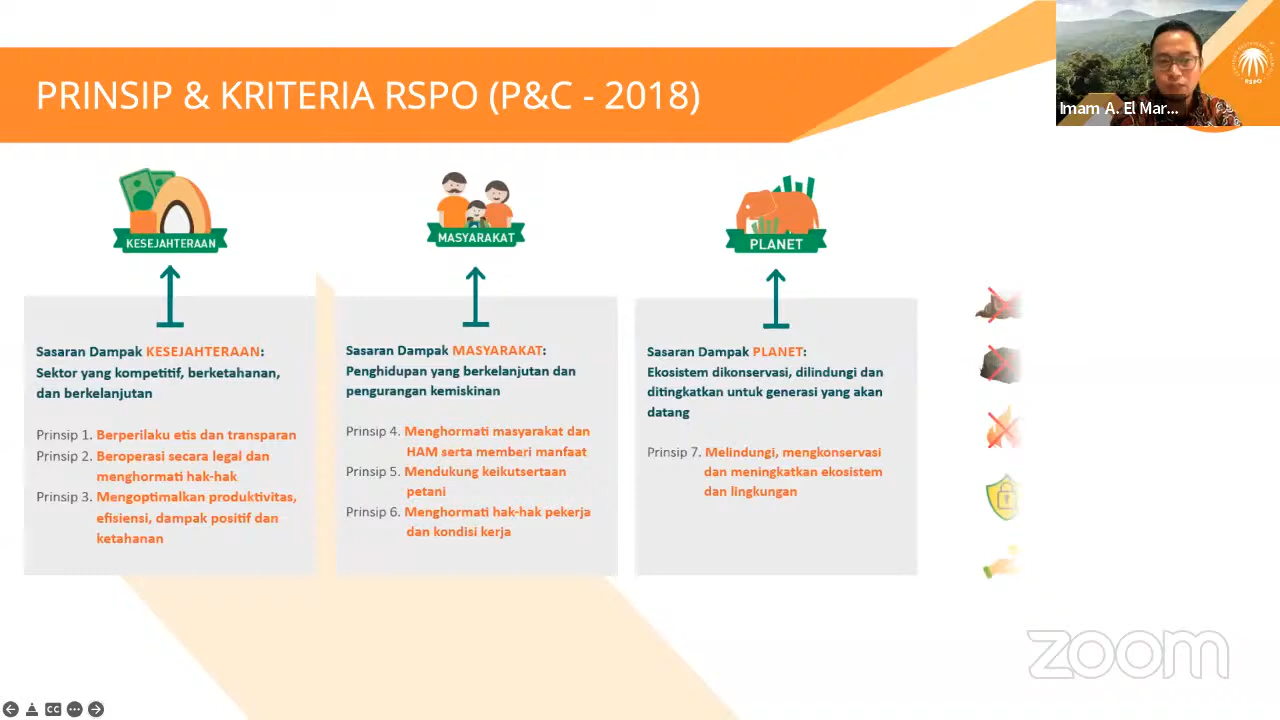 PRINSIP & KRITERIA RSPO (P&C - 2018)
RSPO
Imam A. El Mar...
KESEJAHTERAAN
MASYARAKAT
PLANET
Sasaran Dampak KESEJAHTERAAN:
Sektor yang kompetitif, berketahanan,
dan berkelanjutan
Prinsip 1. Berperilaku etis dan transparan
Prinsip 2. Beroperasi secara legal dan
menghormati hak-hak
Prinsip 3. Mengoptimalkan produktivitas,
efisiensi, dampak positif dan
ketahanan
Sasaran Dampak MASYARAKAT:
Penghidupan yang berkelanjutan dan
pengurangan kemiskinan
Prinsip 4. Menghormati masyarakat dan
HAM serta memberi manfaat
Prinsip 5. Mendukung keikutsertaan
petani
Prinsip 6. Menghormati hak-hak pekerja
dan kondisi kerja
Sasaran Dampak PLANET:
Ekosistem dikonservasi, dilindungi dan
ditingkatkan untuk generasi yang akan
datang
Prinsip 7. Melindungi, mengkonservasi
dan meningkatkan ekosistem
dan lingkungan
zoom
CC